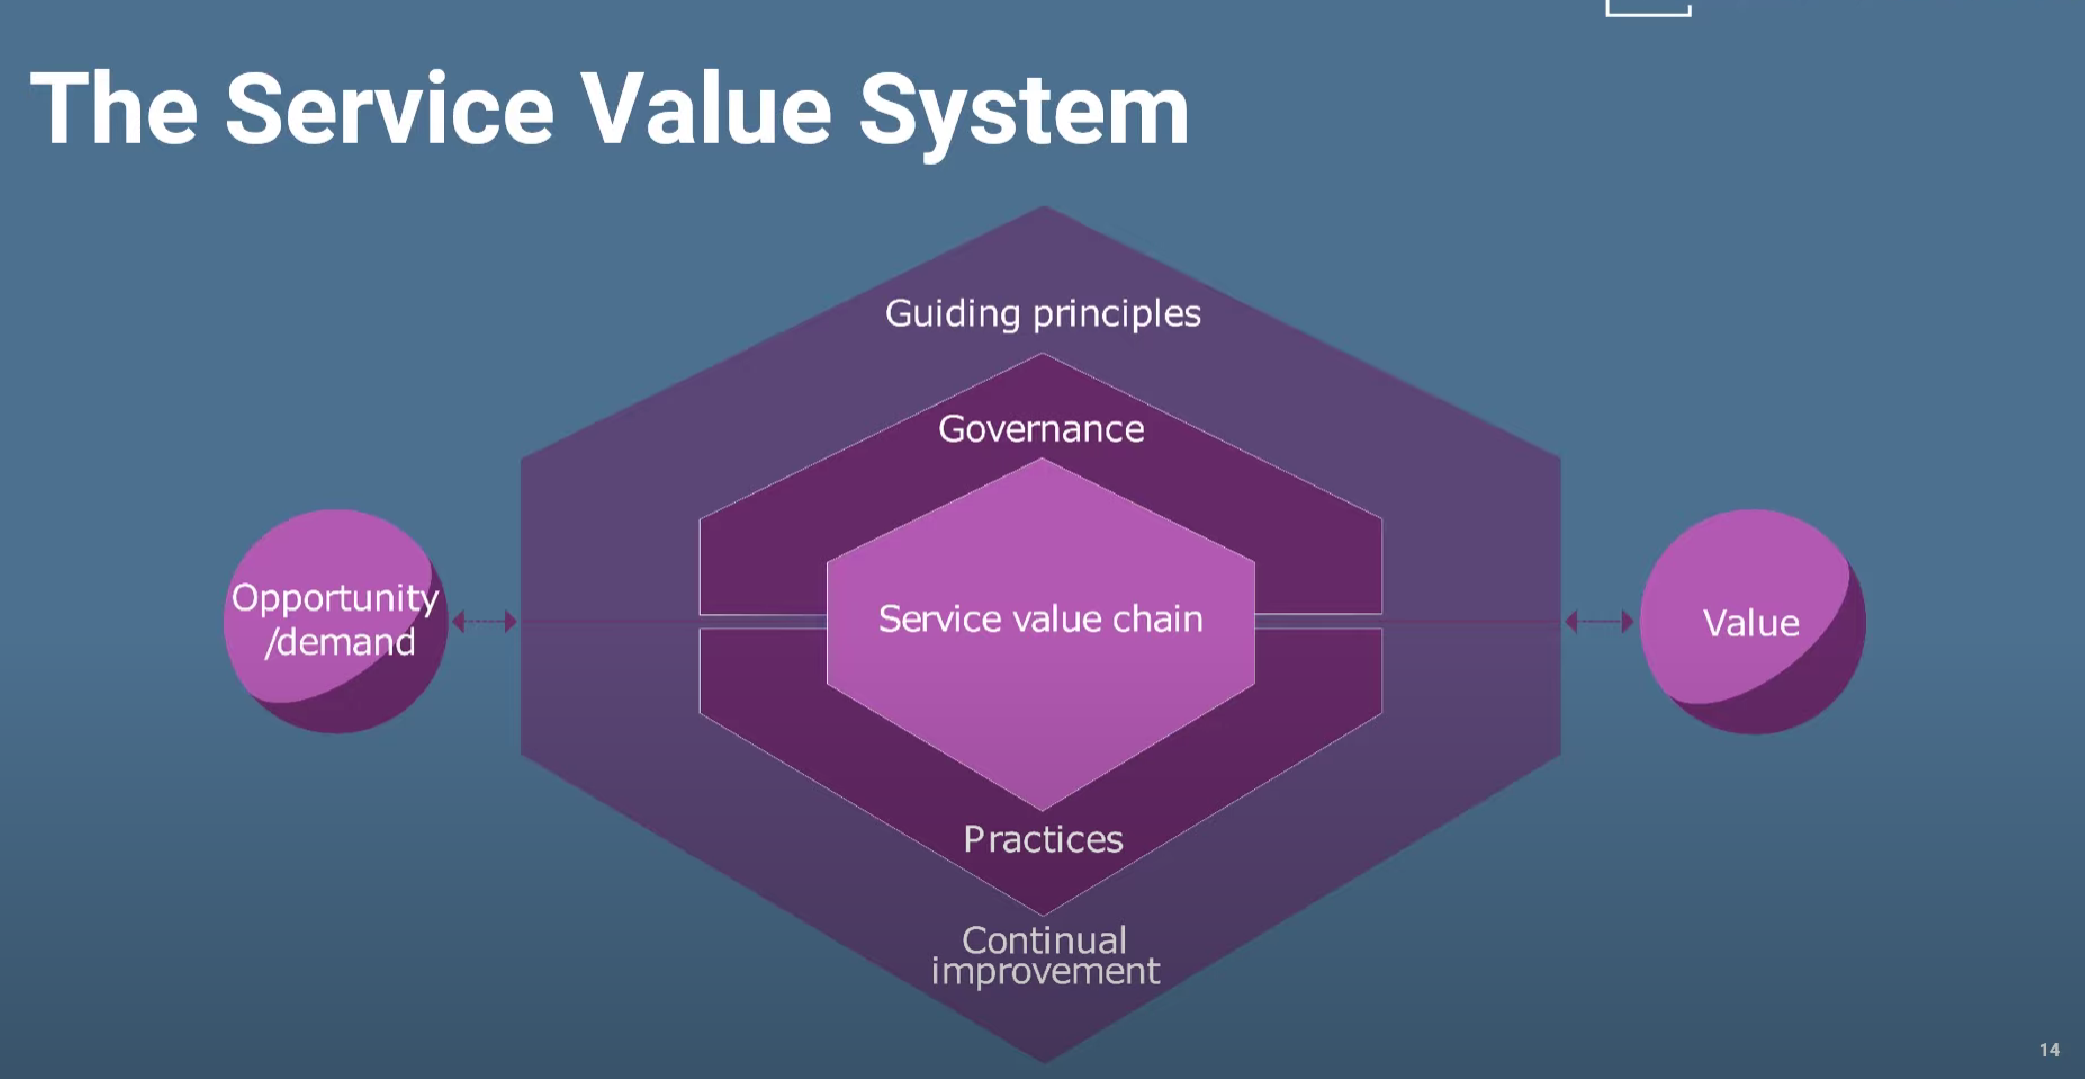 The Service Value System
Guiding principles
Governance
Opportunity
/demand
Service value chain
Value
Practices
Continual
improvement
14